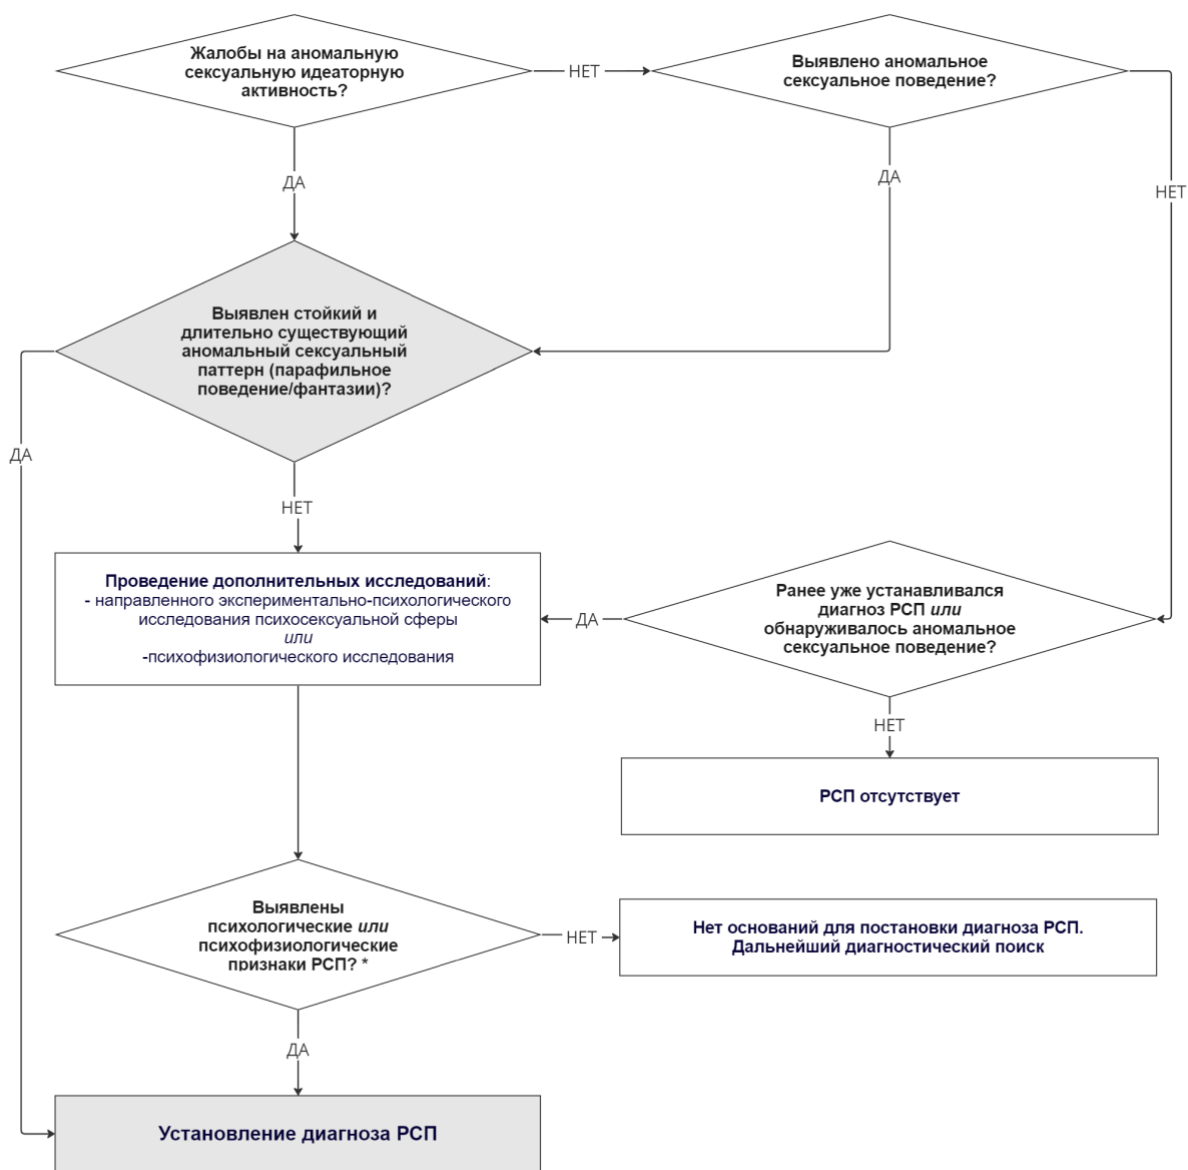 Жалобы на аномальную
сексуальную идеаторную
активность?
НЕТ
Выявлено аномальное
сексуальное поведение?
ДА
ДА
НЕТ
Выявлен стойкий и
длительно существующий
аномальный сексуальный
паттерн (парафильное
поведение/фантазии)?
ДА
НЕТ
Проведение дополнительных исследований:
- направленного экспериментально-психологического
исследования психосексуальной сферы
или
-психофизиологического исследования
ДА
Ранее уже устанавливался
диагноз РСП или
обнаруживалось аномальное
сексуальное поведение?
НЕТ
РСП отсутствует
Выявлены
психологические или
психофизиологические
признаки РСП? *
НЕТ
Нет оснований для постановки диагноза РСП.
Дальнейший диагностический поиск
ДА
Установление диагноза РСП